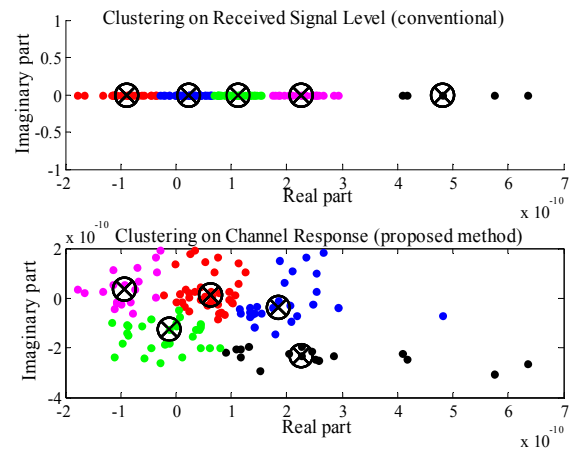 Clustering on Received Signal Level (conventional)
1
0.5
0
-0.5
-1
Imaginary part
-2 -1 0 1 2 3 4 5 6 7
Real part
x 10^-10
x 10^-10
Clustering on Channel Response (proposed method)
2
0
-2
-4
Imaginary part
-2 -1 0 1 2 3 4 5 6 7
Real part
x 10^-10